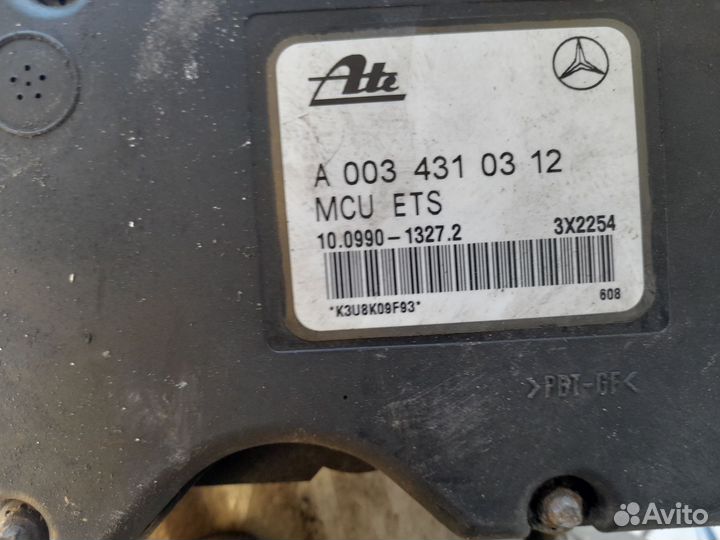 Ate
A 003 431 03 12
MCU ETS
10.0990-1327.2 3X2254
*K3U8K09F93* 608
>PBT-GF<
Avito